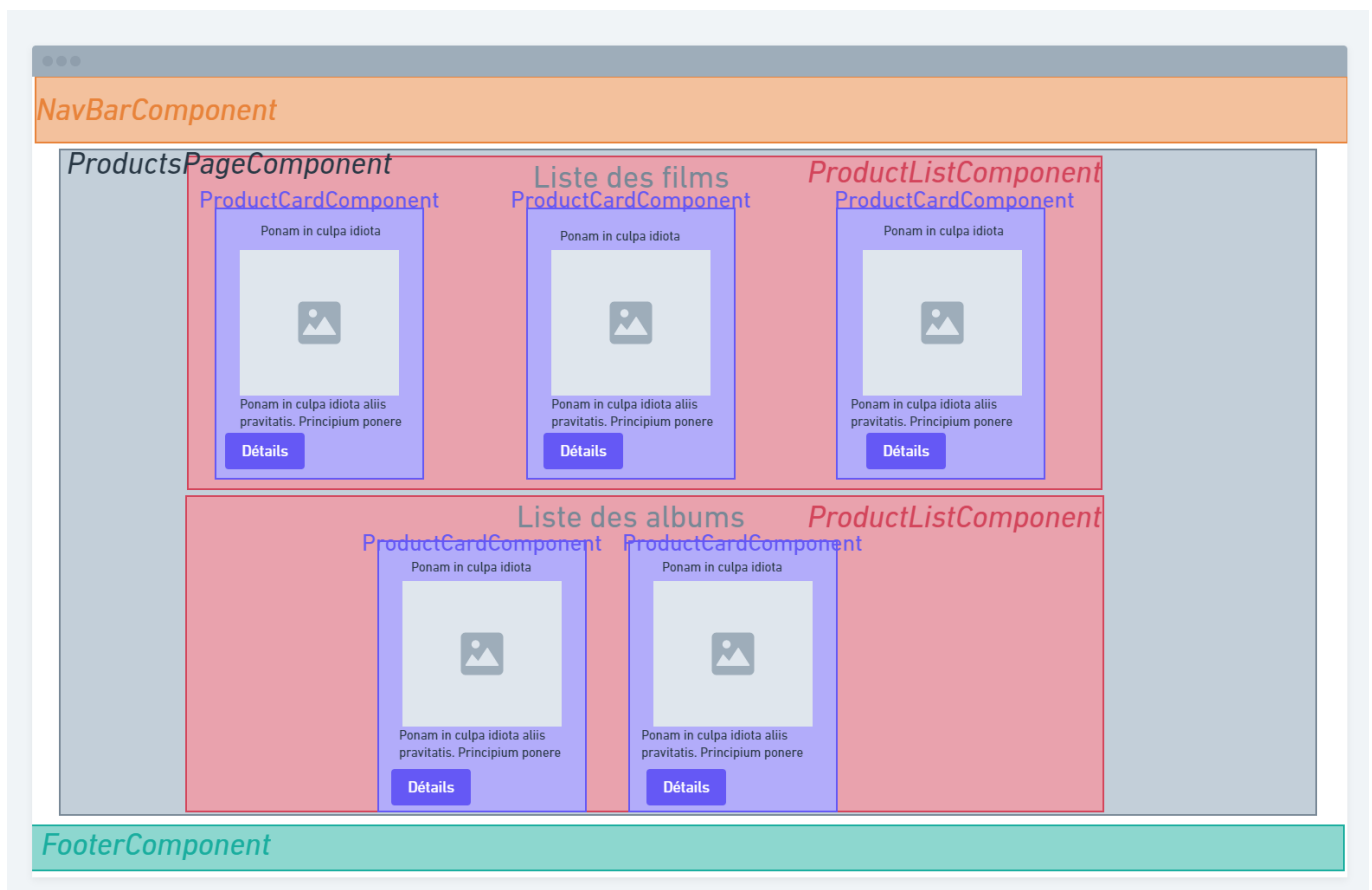 NavBarComponent
ProductsPageComponent
Liste des films
ProductListComponent
ProductCardComponent
ProductCardComponent
ProductCardComponent
Ponam in culpa idiota
Ponam in culpa idiota
Ponam in culpa idiota
Ponam in culpa idiota aliis
pravitatis. Principium ponere
Détails
Ponam in culpa idiota aliis
pravitatis. Principium ponere
Détails
Ponam in culpa idiota aliis
pravitatis. Principium ponere
Détails
Liste des albums
ProductListComponent
ProductCardComponent
ProductCardComponent
Ponam in culpa idiota
Ponam in culpa idiota
Ponam in culpa idiota aliis
pravitatis. Principium ponere
Détails
Ponam in culpa idiota aliis
pravitatis. Principium ponere
Détails
FooterComponent